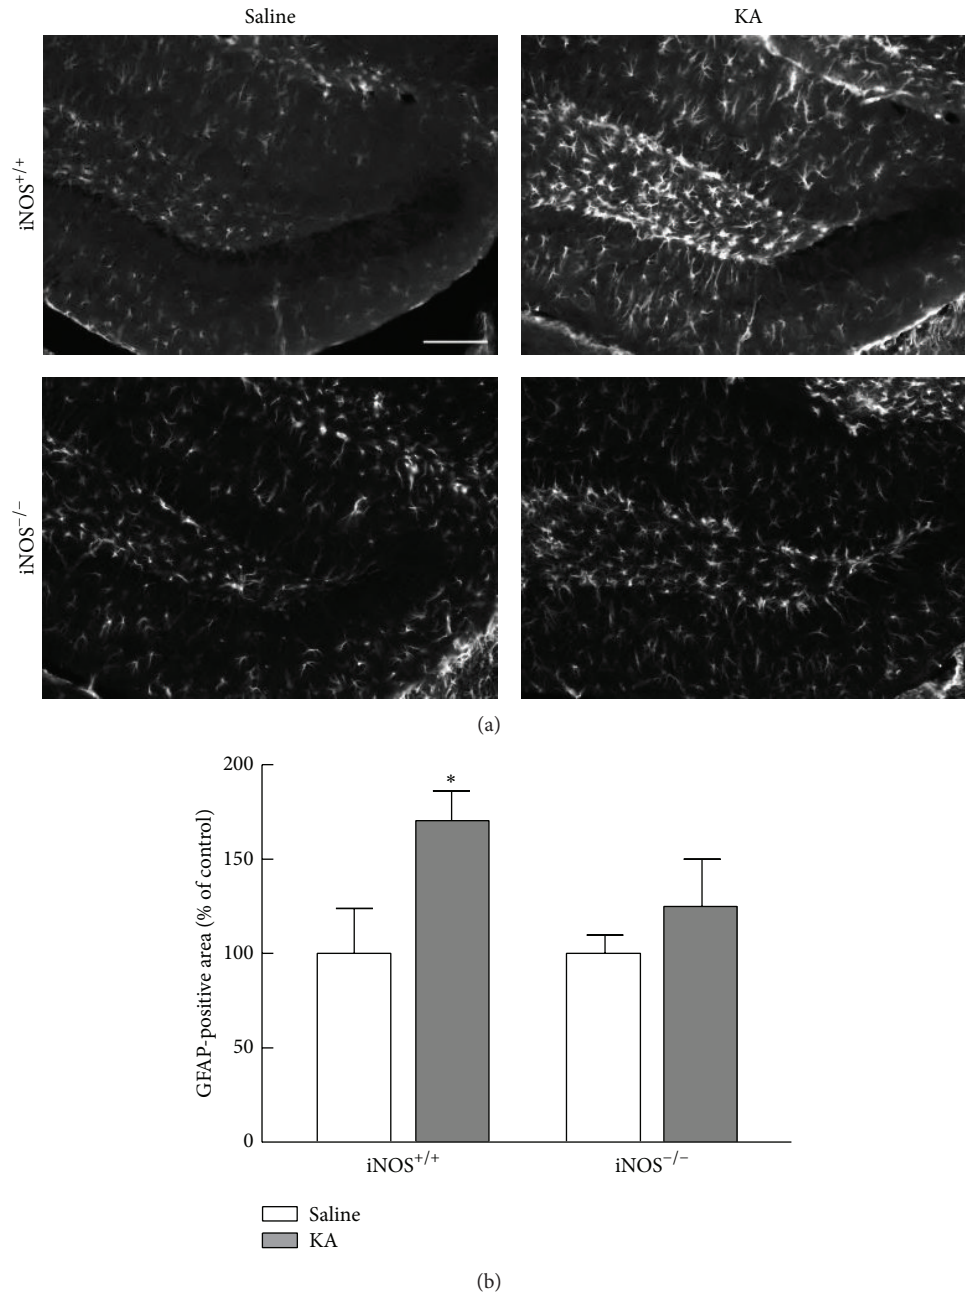 Saline KA
iNOS+/+
iNOS−/−
(a)
200
150
100
50
0
GFAP-positive area (% of control)
*
iNOS+/+ iNOS−/−
Saline
KA
(b)